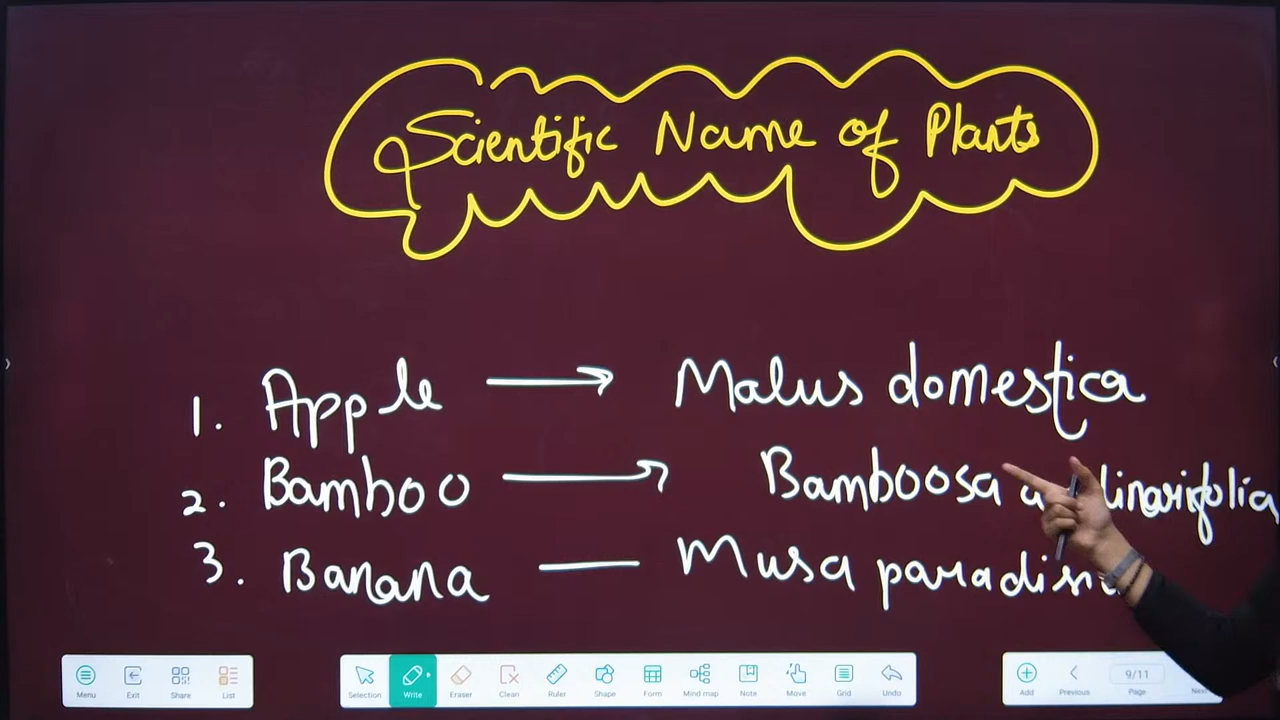 Scientific Name of Plants
1. Apple → Malus domestica
2. Bamboo → Bamboosa
3. Banana — Musa
Menu Exit Share List Selection Write Eraser Clean Ruler Shape Form Mind map Note Move Grid Undo Add Previous 9/11 Page